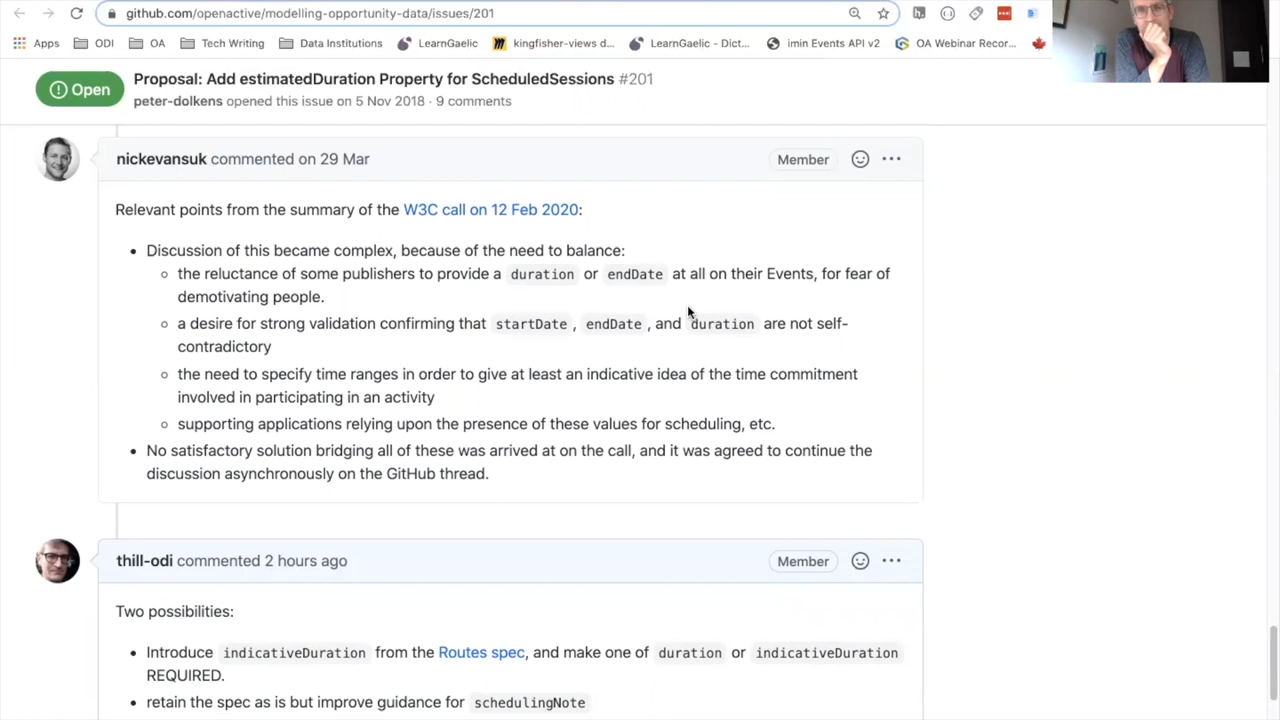 github.com/openactive/modelling-opportunity-data/issues/201
Apps ODI OA Tech Writing Data Institutions LearnGaelic kingfisher-views d... LearnGaelic - Dict... imin Events API v2 OA Webinar Recor...
Open
Proposal: Add estimatedDuration Property for ScheduledSessions #201
peter-dolkens opened this issue on 5 Nov 2018 · 9 comments
nickevansuk commented on 29 Mar Member
Relevant points from the summary of the W3C call on 12 Feb 2020:
• Discussion of this became complex, because of the need to balance:
○ the reluctance of some publishers to provide a duration or endDate at all on their Events, for fear of
demotivating people.
○ a desire for strong validation confirming that startDate , endDate , and duration are not self-
contradictory
○ the need to specify time ranges in order to give at least an indicative idea of the time commitment
involved in participating in an activity
○ supporting applications relying upon the presence of these values for scheduling, etc.
• No satisfactory solution bridging all of these was arrived at on the call, and it was agreed to continue the
discussion asynchronously on the GitHub thread.
thill-odi commented 2 hours ago Member
Two possibilities:
• Introduce indicativeDuration from the Routes spec, and make one of duration or indicativeDuration
REQUIRED.
• retain the spec as is but improve guidance for schedulingNote